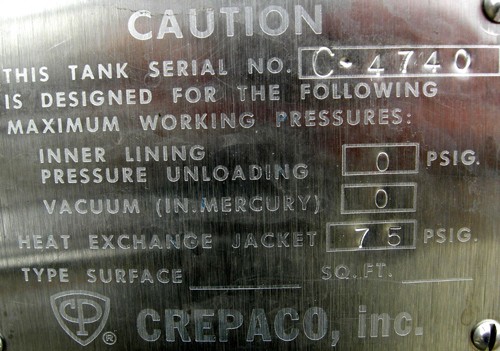 CAUTION
THIS TANK SERIAL NO. C-4740
IS DESIGNED FOR THE FOLLOWING
MAXIMUM WORKING PRESSURES:
INNER LINING
PRESSURE UNLOADING 0 PSIG.
VACUUM (IN. MERCURY) 0
HEAT EXCHANGE JACKET 75 PSIG.
TYPE SURFACE SQ. FT.
CP ® CREPACO, inc.